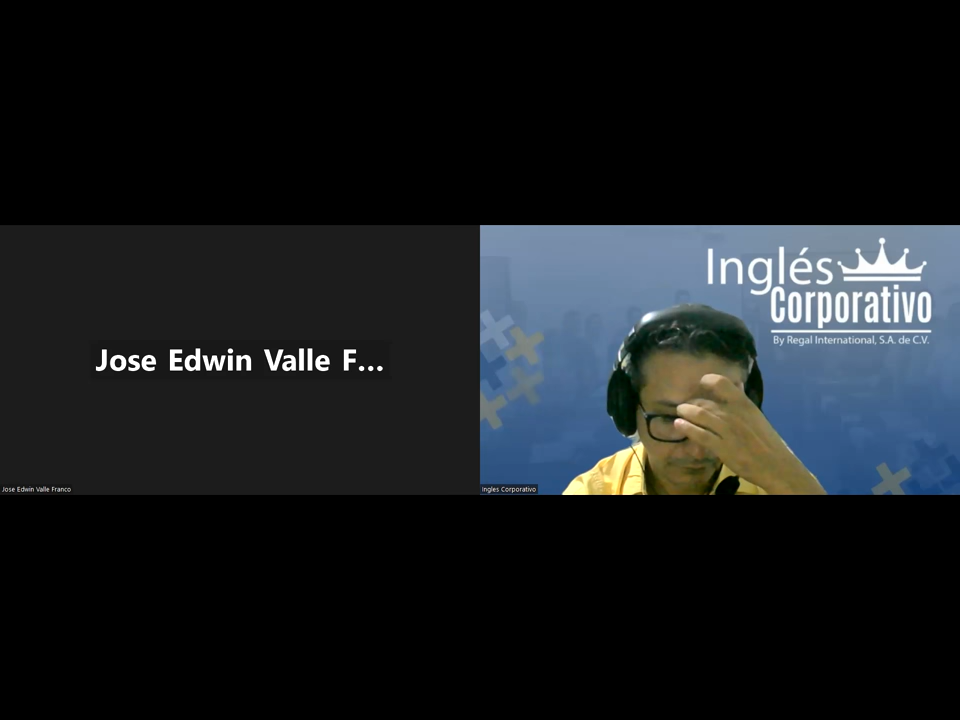 Jose Edwin Valle F...
Jose Edwin Valle Franco
Inglés
Corporativo
By Regal International, S.A. de C.V.
Ingles Corporativo